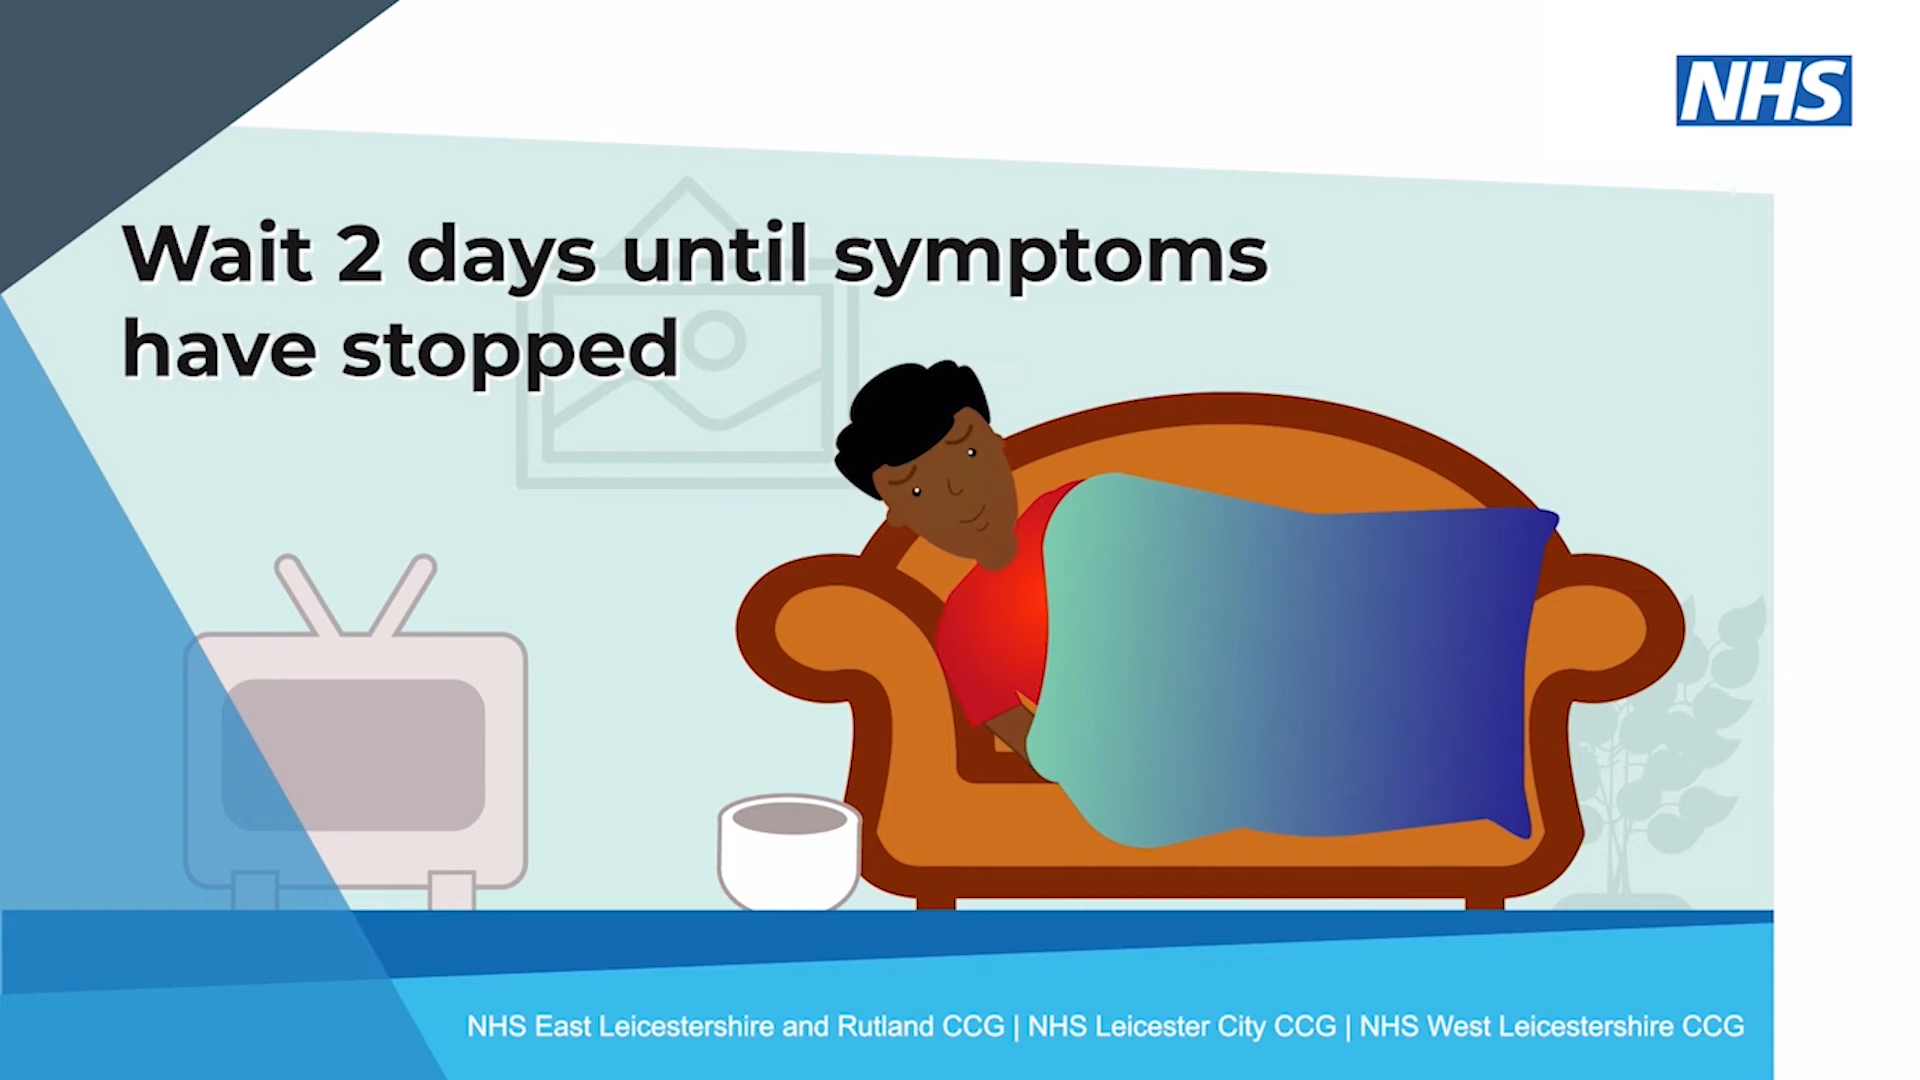 NHS
Wait 2 days until symptoms
have stopped
NHS East Leicestershire and Rutland CCG | NHS Leicester City CCG | NHS West Leicestershire CCG